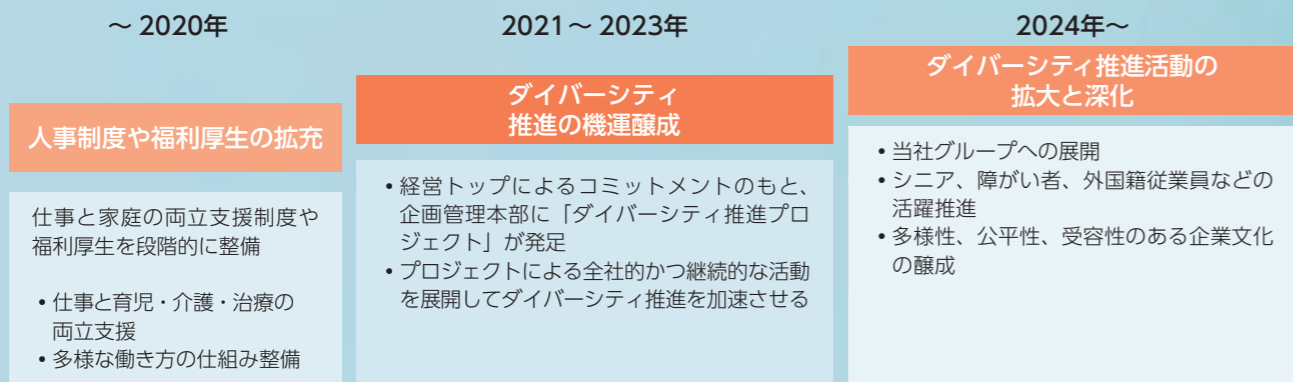 ～ 2020年
人事制度や福利厚生の拡充
仕事と家庭の両立支援制度や
福利厚生を段階的に整備
• 仕事と育児・介護・治療の
両立支援
• 多様な働き方の仕組み整備
2021～2023年
ダイバーシティ
推進の機運醸成
• 経営トップによるコミットメントのもと、
企画管理本部に「ダイバーシティ推進プロ
ジェクト」が発足
• プロジェクトによる全社的かつ継続的な活動
を展開してダイバーシティ推進を加速させる
2024年～
ダイバーシティ推進活動の
拡大と深化
• 当社グループへの展開
• シニア、障がい者、外国籍従業員などの
活躍推進
• 多様性、公平性、受容性のある企業文化
の醸成